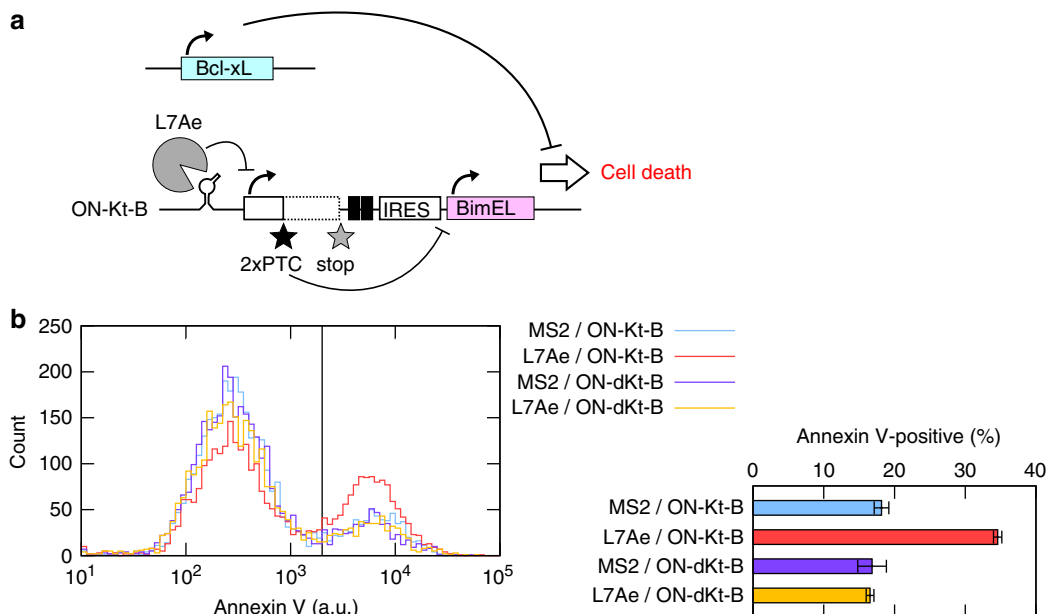 a
Bcl-xL
L7Ae
Cell death
ON-Kt-B
IRES
BimEL
2xPTC
stop
b
250
200
150
100
50
0
Count
10^1
10^2
10^3
10^4
10^5
Annexin V (a.u.)
MS2 / ON-Kt-B
L7Ae / ON-Kt-B
MS2 / ON-dKt-B
L7Ae / ON-dKt-B
Annexin V-positive (%)
0 10 20 30 40
MS2 / ON-Kt-B
L7Ae / ON-Kt-B
MS2 / ON-dKt-B
L7Ae / ON-dKt-B